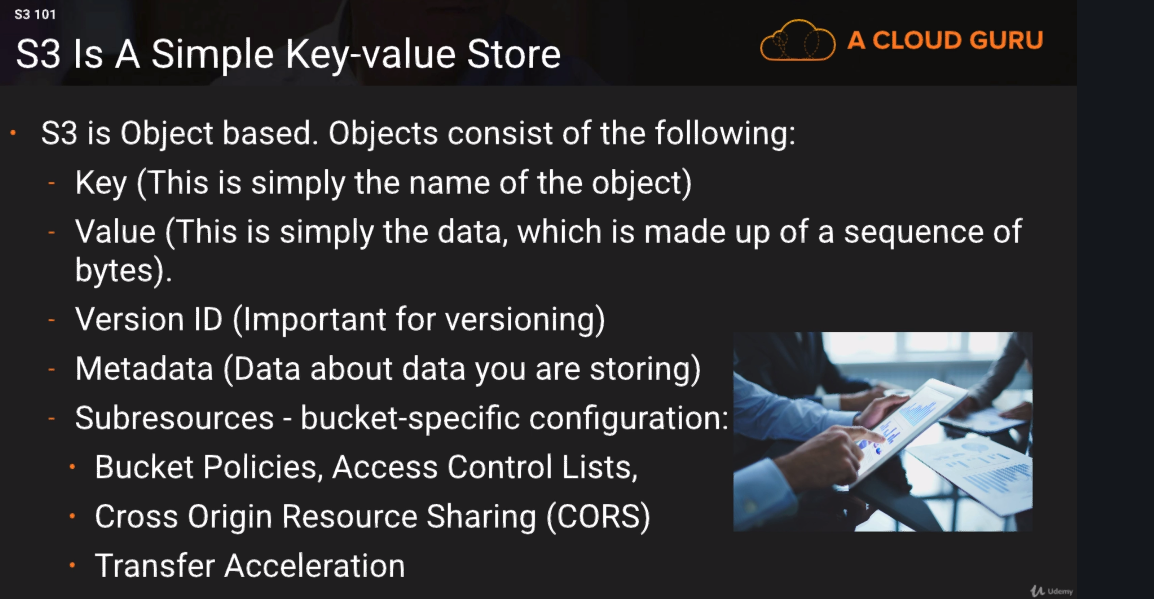 S3 101
S3 Is A Simple Key-value Store
A CLOUD GURU
• S3 is Object based. Objects consist of the following:
- Key (This is simply the name of the object)
- Value (This is simply the data, which is made up of a sequence of
bytes).
- Version ID (Important for versioning)
- Metadata (Data about data you are storing)
- Subresources - bucket-specific configuration:
• Bucket Policies, Access Control Lists,
• Cross Origin Resource Sharing (CORS)
• Transfer Acceleration
Udemy